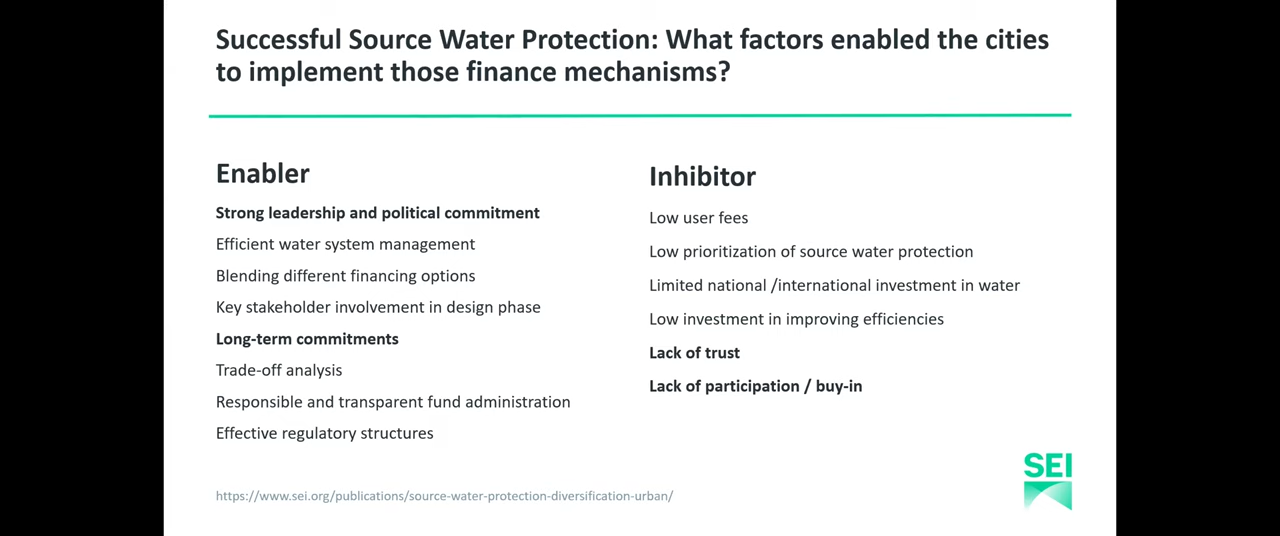 Successful Source Water Protection: What factors enabled the cities
to implement those finance mechanisms?
Enabler
Strong leadership and political commitment
Efficient water system management
Blending different financing options
Key stakeholder involvement in design phase
Long-term commitments
Trade-off analysis
Responsible and transparent fund administration
Effective regulatory structures
Inhibitor
Low user fees
Low prioritization of source water protection
Limited national /international investment in water
Low investment in improving efficiencies
Lack of trust
Lack of participation / buy-in
https://www.sei.org/publications/source-water-protection-diversification-urban/
SEI